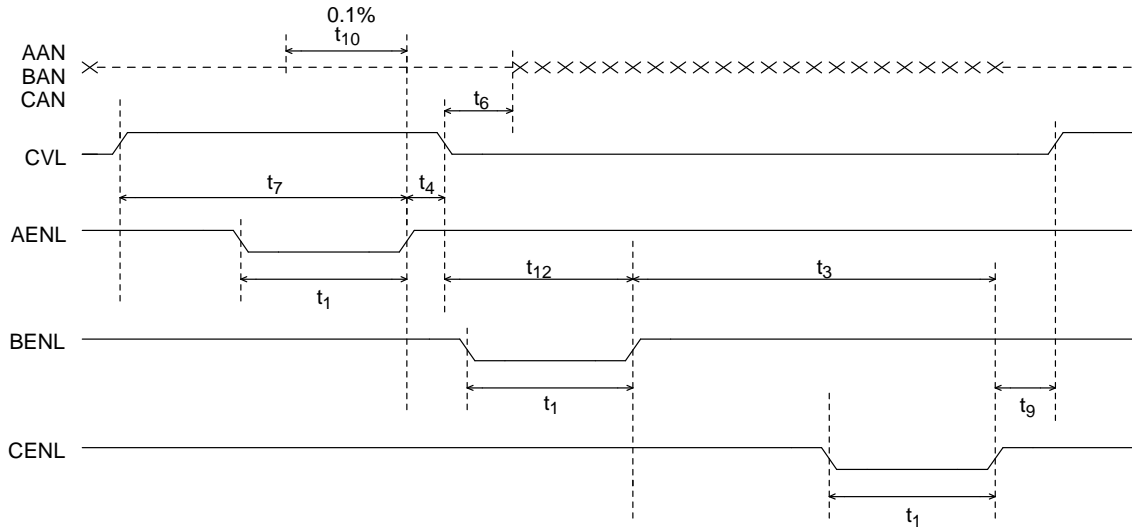 0.1%
t10
AAN
BAN
CAN
t6
CVL
t7
t4
AENL
t12
t3
t1
BENL
t1
t9
CENL
t1